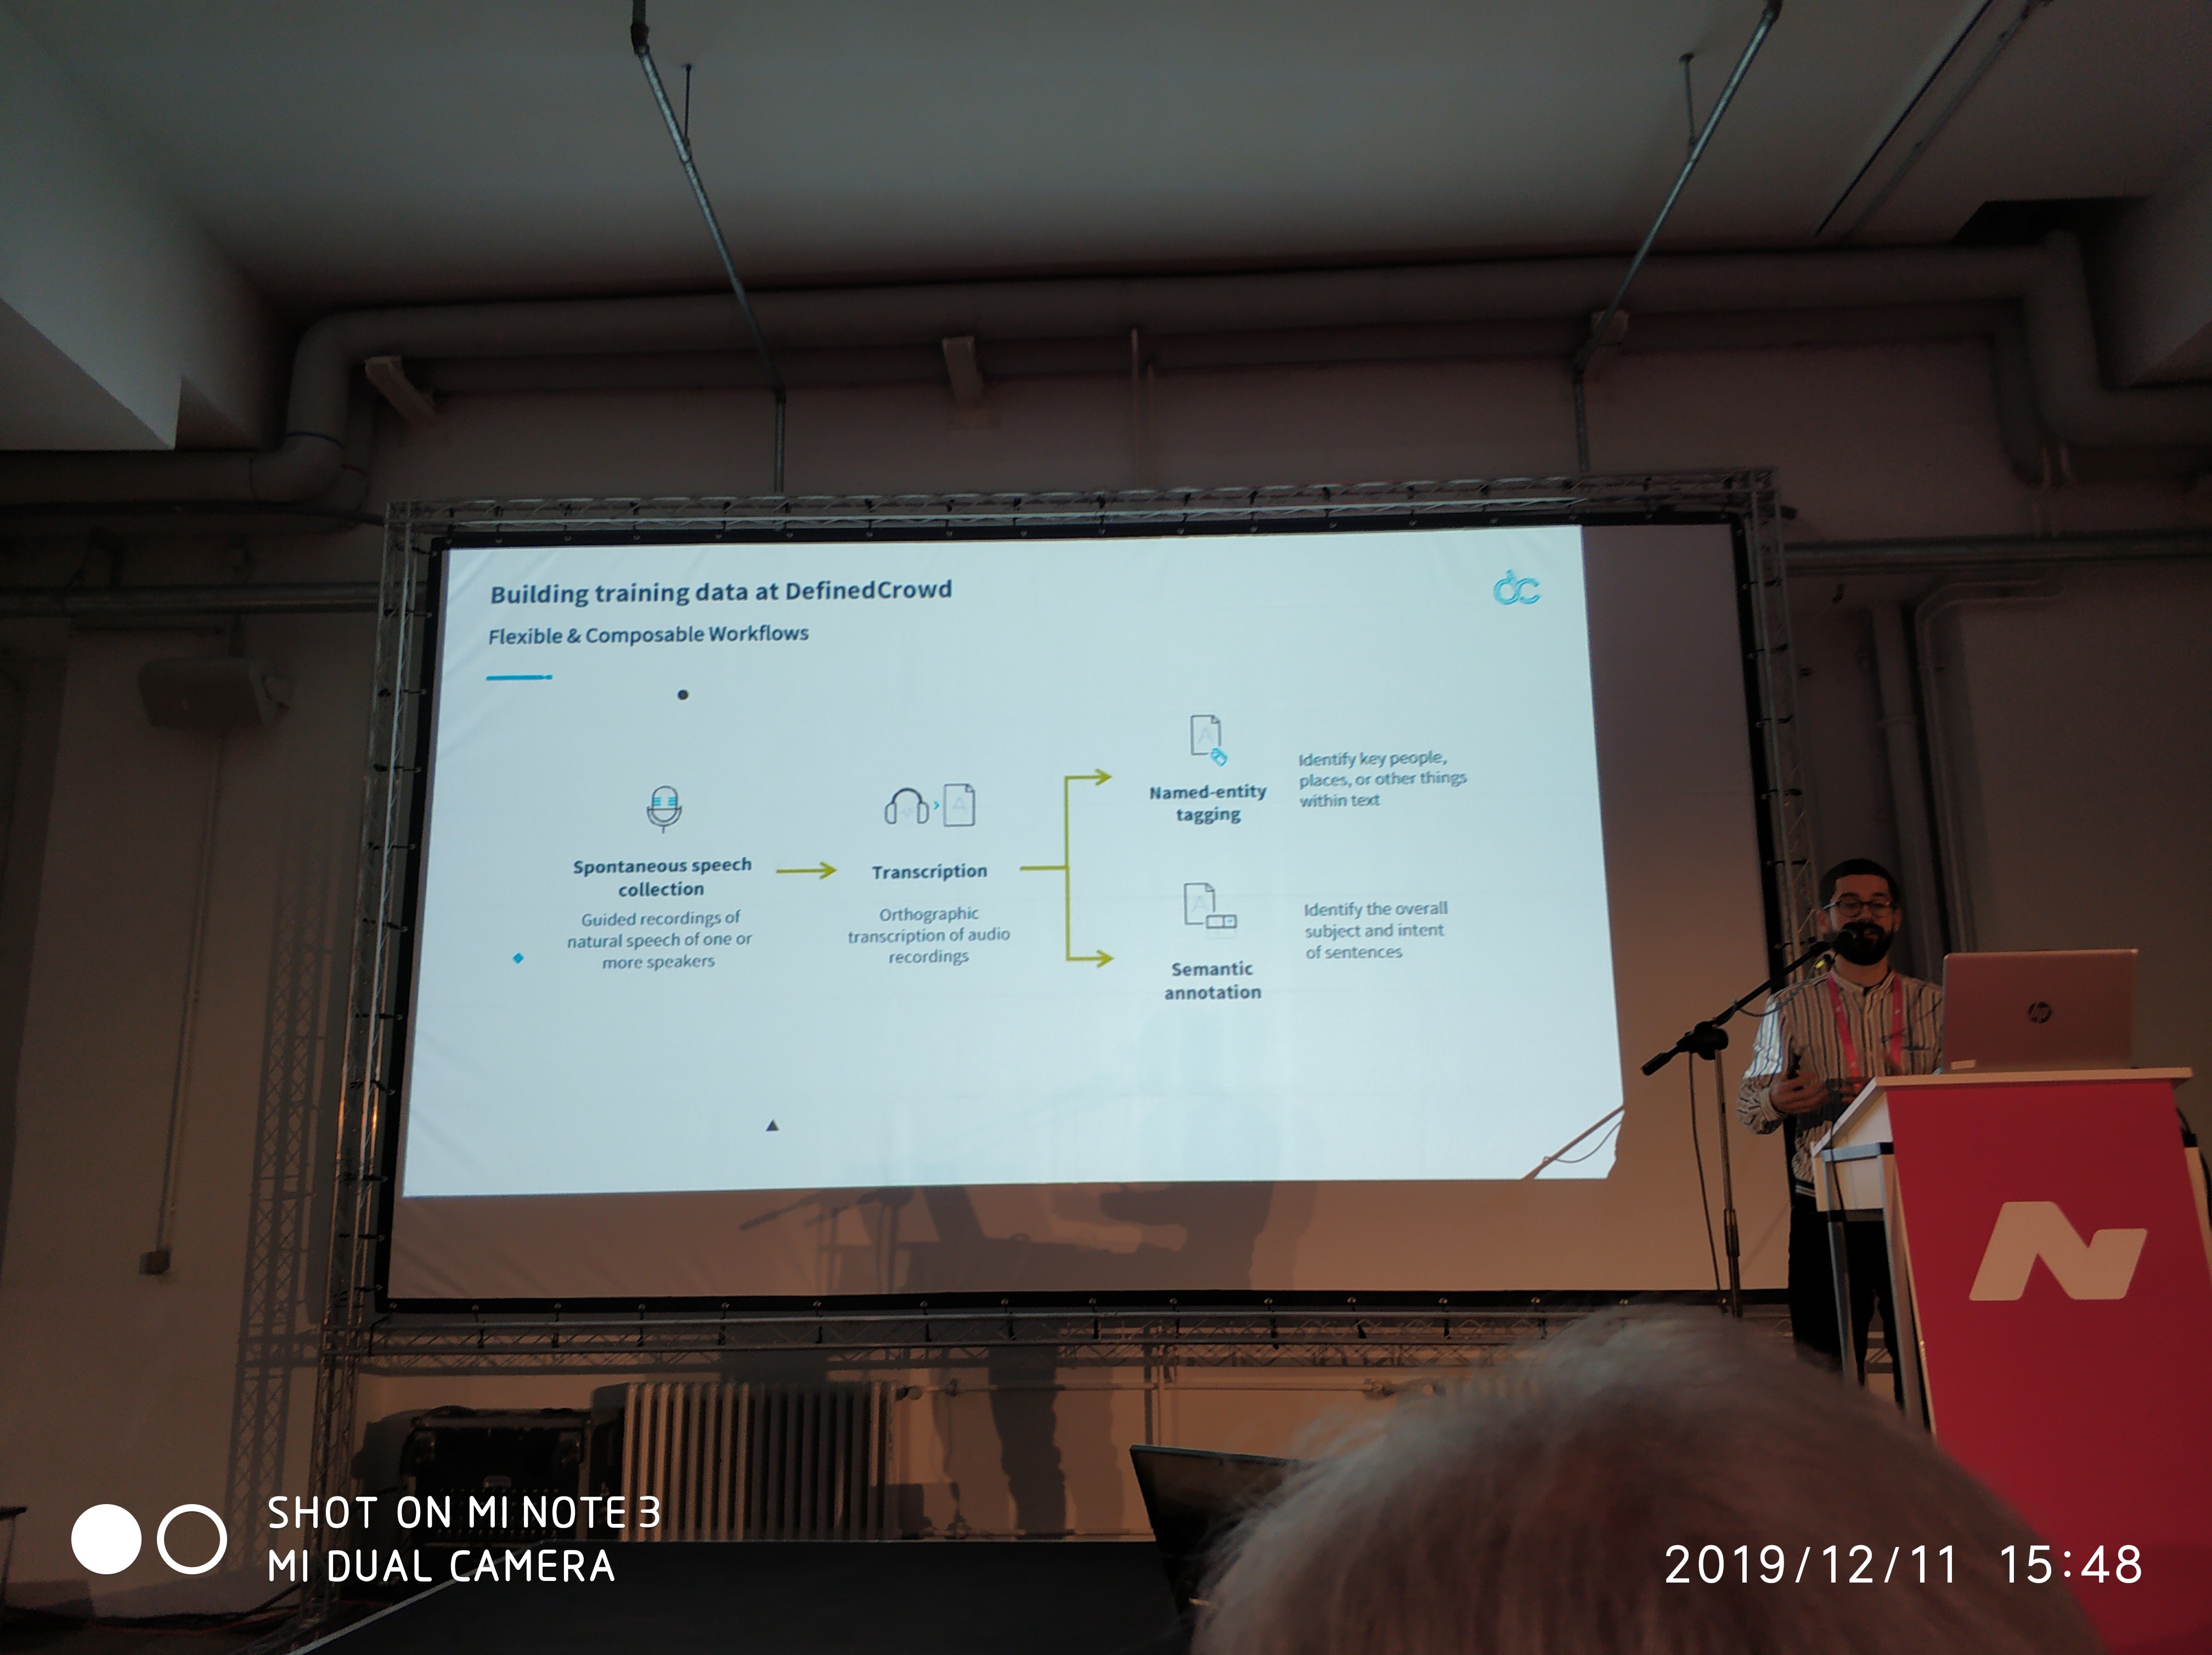 Building training data at DefinedCrowd
dc
Flexible & Composable Workflows
Spontaneous speech
collection
Guided recordings of
natural speech of one or
more speakers
Transcription
Orthographic
transcription of audio
recordings
Named-entity
tagging
Identify key people,
places, or other things
within text
Semantic
annotation
Identify the overall
subject and intent
of sentences
hp
N
SHOT ON MI NOTE 3
MI DUAL CAMERA
2019/12/11 15:48